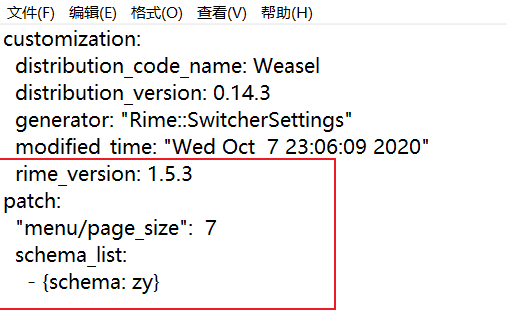 文件(F) 编辑(E) 格式(O) 查看(V) 帮助(H)
customization:
distribution_code_name: Weasel
distribution_version: 0.14.3
generator: "Rime::SwitcherSettings"
modified_time: "Wed Oct  7 23:06:09 2020"
rime_version: 1.5.3
patch:
"menu/page_size":  7
schema_list:
- {schema: zy}